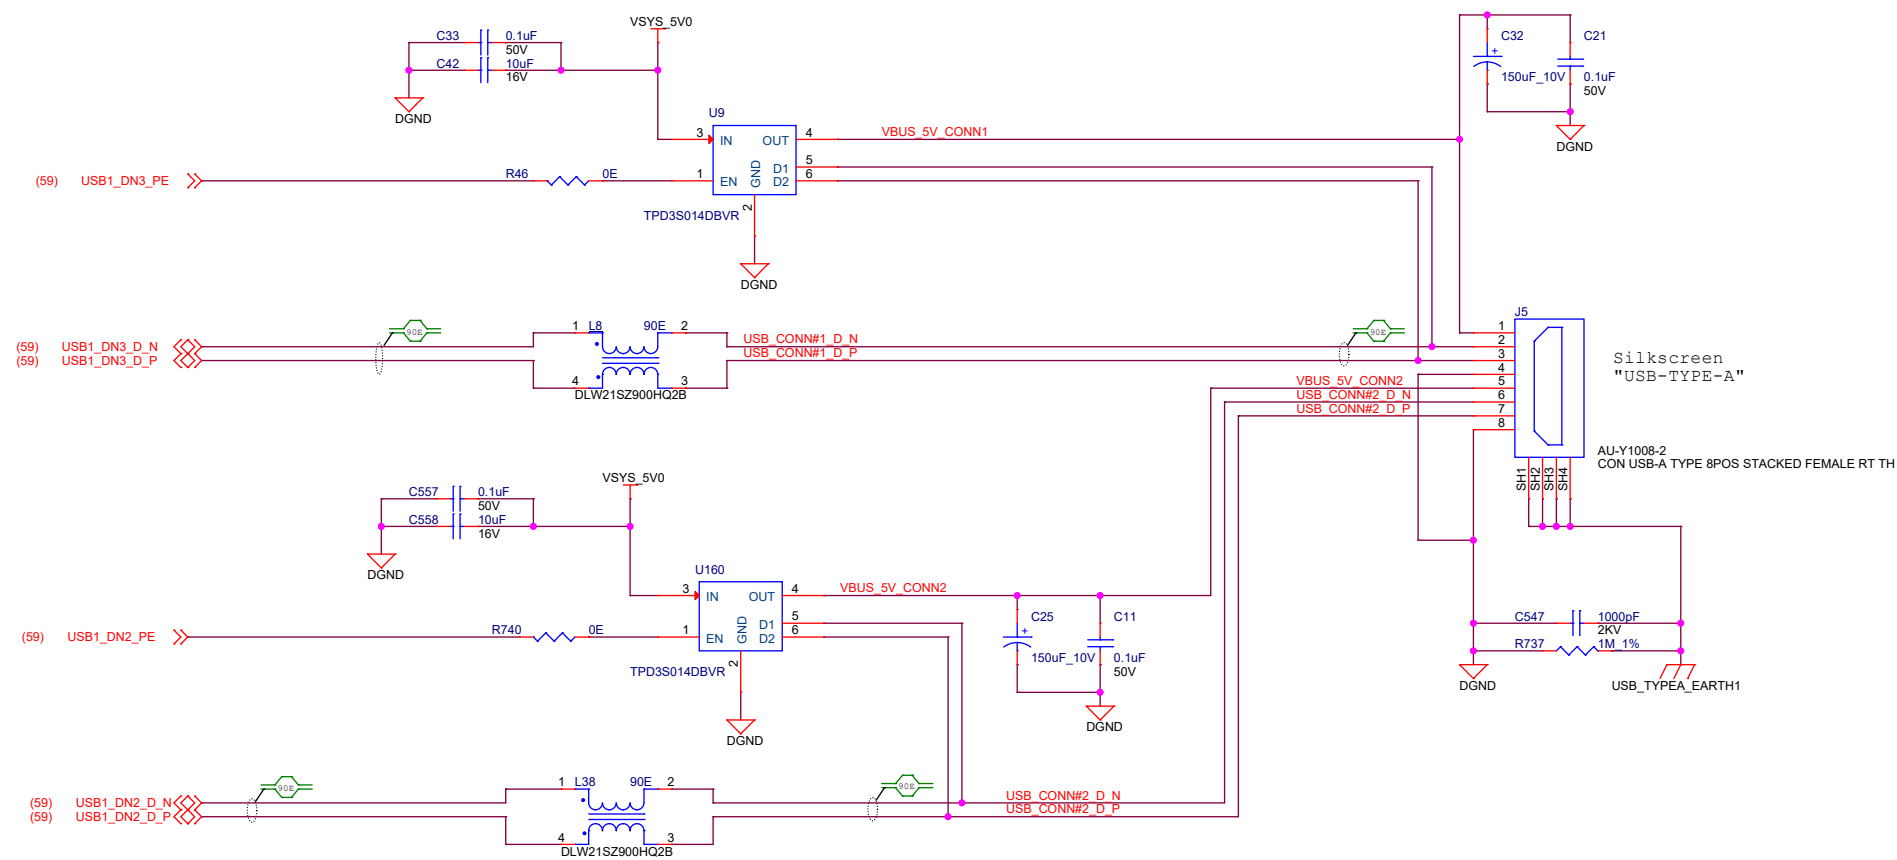 VSYS_5V0
C33 0.1uF
50V
C42 10uF
16V
DGND
U9
3 IN OUT 4 VBUS_5V_CONN1
D1 5
D2 6
GND
2
(59) USB1_DN3_PE R46 0E 1 EN
TPD3S014DBVR
DGND
C32 C21
+
150uF_10V 0.1uF
50V
DGND
90E
1 L8 90E 2
(59) USB1_DN3_D_N USB_CONN#1_D_N
(59) USB1_DN3_D_P USB_CONN#1_D_P
4 3
DLW21SZ900HQ2B
90E
J5
1
2
3
4
VBUS_5V_CONN2 5
USB_CONN#2_D_N 6
USB_CONN#2_D_P 7
8
Silkscreen
"USB-TYPE-A"
AU-Y1008-2
CON USB-A TYPE 8POS STACKED FEMALE RT TH
SH1
SH2
SH3
SH4
VSYS_5V0
C557 0.1uF
50V
C558 10uF
16V
DGND
U160
3 IN OUT 4 VBUS_5V_CONN2
D1 5
D2 6
GND
2
(59) USB1_DN2_PE R740 0E 1 EN
TPD3S014DBVR
DGND
C25 C11
+
150uF_10V 0.1uF
50V
DGND
C547 1000pF
2KV
R737 1M_1%
DGND USB_TYPEA_EARTH1
90E
1 L38 90E 2
90E
(59) USB1_DN2_D_N USB_CONN#2_D_N
(59) USB1_DN2_D_P USB_CONN#2_D_P
4 3
DLW21SZ900HQ2B